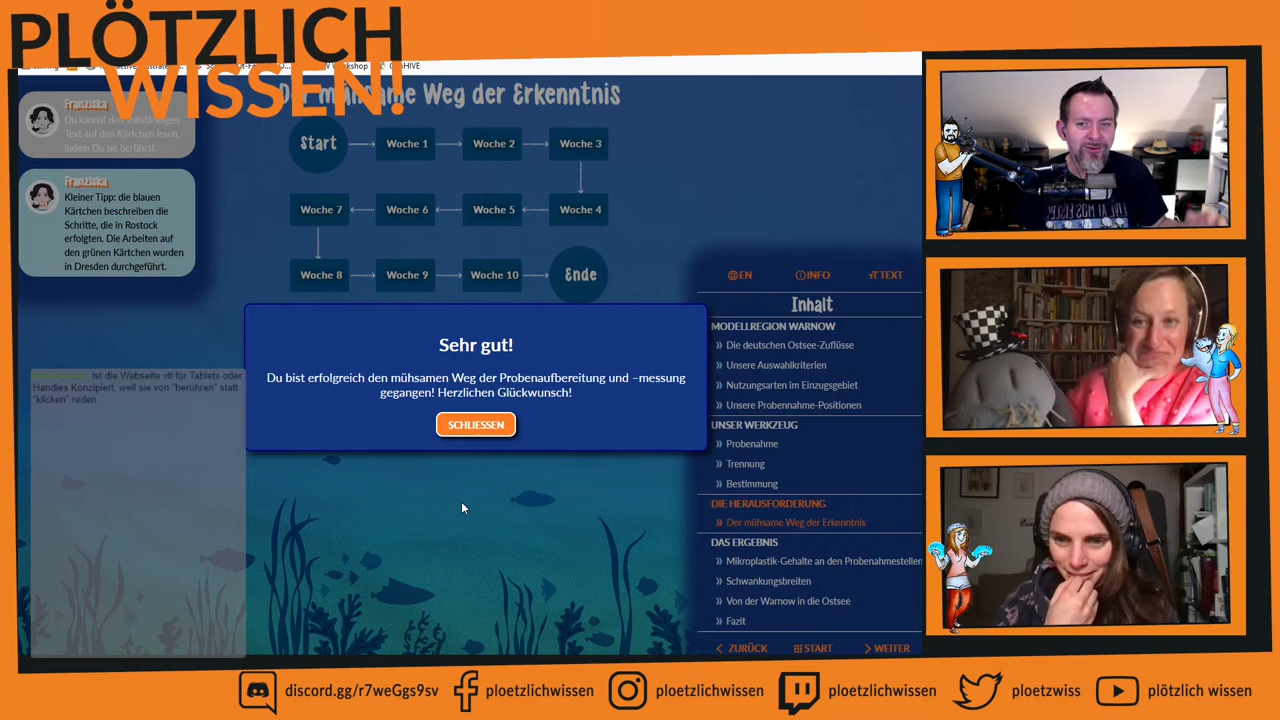 PLÖTZLICH
WISSEN!
Der mühsame Weg der Erkenntnis
Franziska
Du kannst den vollständigen
Text auf den Kärtchen lesen,
indem Du sie berührst.
Franziska
Kleiner Tipp: die blauen
Kärtchen beschreiben die
Schritte, die in Rostock
erfolgten. Die Arbeiten auf
den grünen Kärtchen wurden
in Dresden durchgeführt.
Start
Woche 1
Woche 2
Woche 3
Woche 7
Woche 6
Woche 5
Woche 4
Woche 8
Woche 9
Woche 10
Ende
Ist die Webseite vlt für Tablets oder
Handies Konzipiert, weil sie von "berühren" statt
"klicken" reden
Sehr gut!
Du bist erfolgreich den mühsamen Weg der Probenaufbereitung und –messung
gegangen! Herzlichen Glückwunsch!
SCHLIESSEN
EN
INFO
TEXT
Inhalt
MODELLREGION WARNOW
Die deutschen Ostsee-Zuflüsse
Unsere Auswahlkriterien
Nutzungsarten im Einzugsgebiet
Unsere Probennahme-Positionen
UNSER WERKZEUG
Probenahme
Trennung
Bestimmung
DIE HERAUSFORDERUNG
Der mühsame Weg der Erkenntnis
DAS ERGEBNIS
Mikroplastik-Gehalte an den Probenahmestellen
Schwankungsbreiten
Von der Warnow in die Ostsee
Fazit
ZURÜCK
START
WEITER
discord.gg/r7weGgs9sv
ploetzlichwissen
ploetzlichwissen
ploetzlichwissen
ploetzwiss
plötzlich wissen